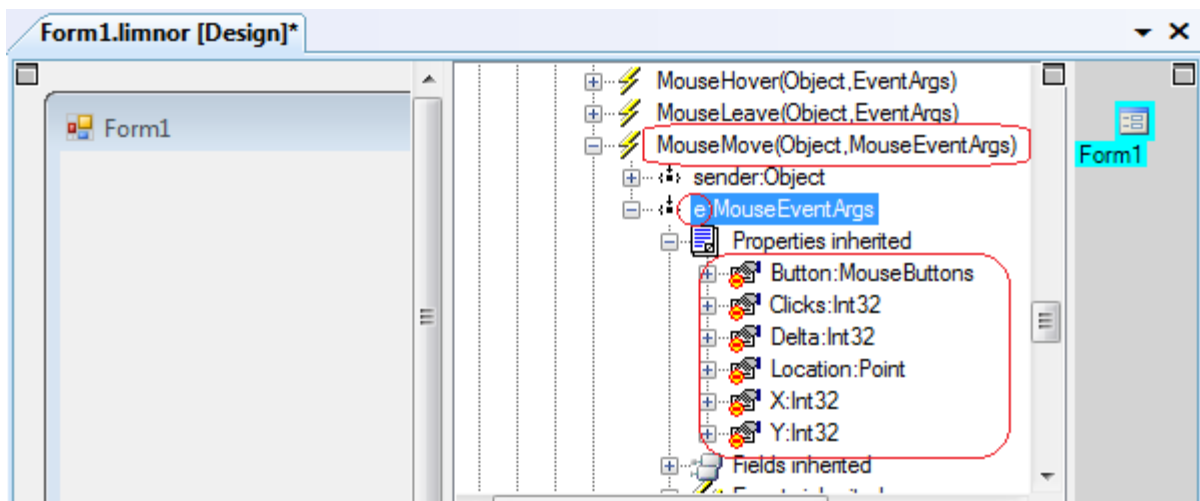 Form1.limnor [Design]*
Form1
MouseHover(Object,EventArgs)
MouseLeave(Object,EventArgs)
MouseMove(Object,MouseEventArgs)
sender:Object
e:MouseEventArgs
Properties inherited
Button:MouseButtons
Clicks:Int32
Delta:Int32
Location:Point
X:Int32
Y:Int32
Fields inherited
Form1